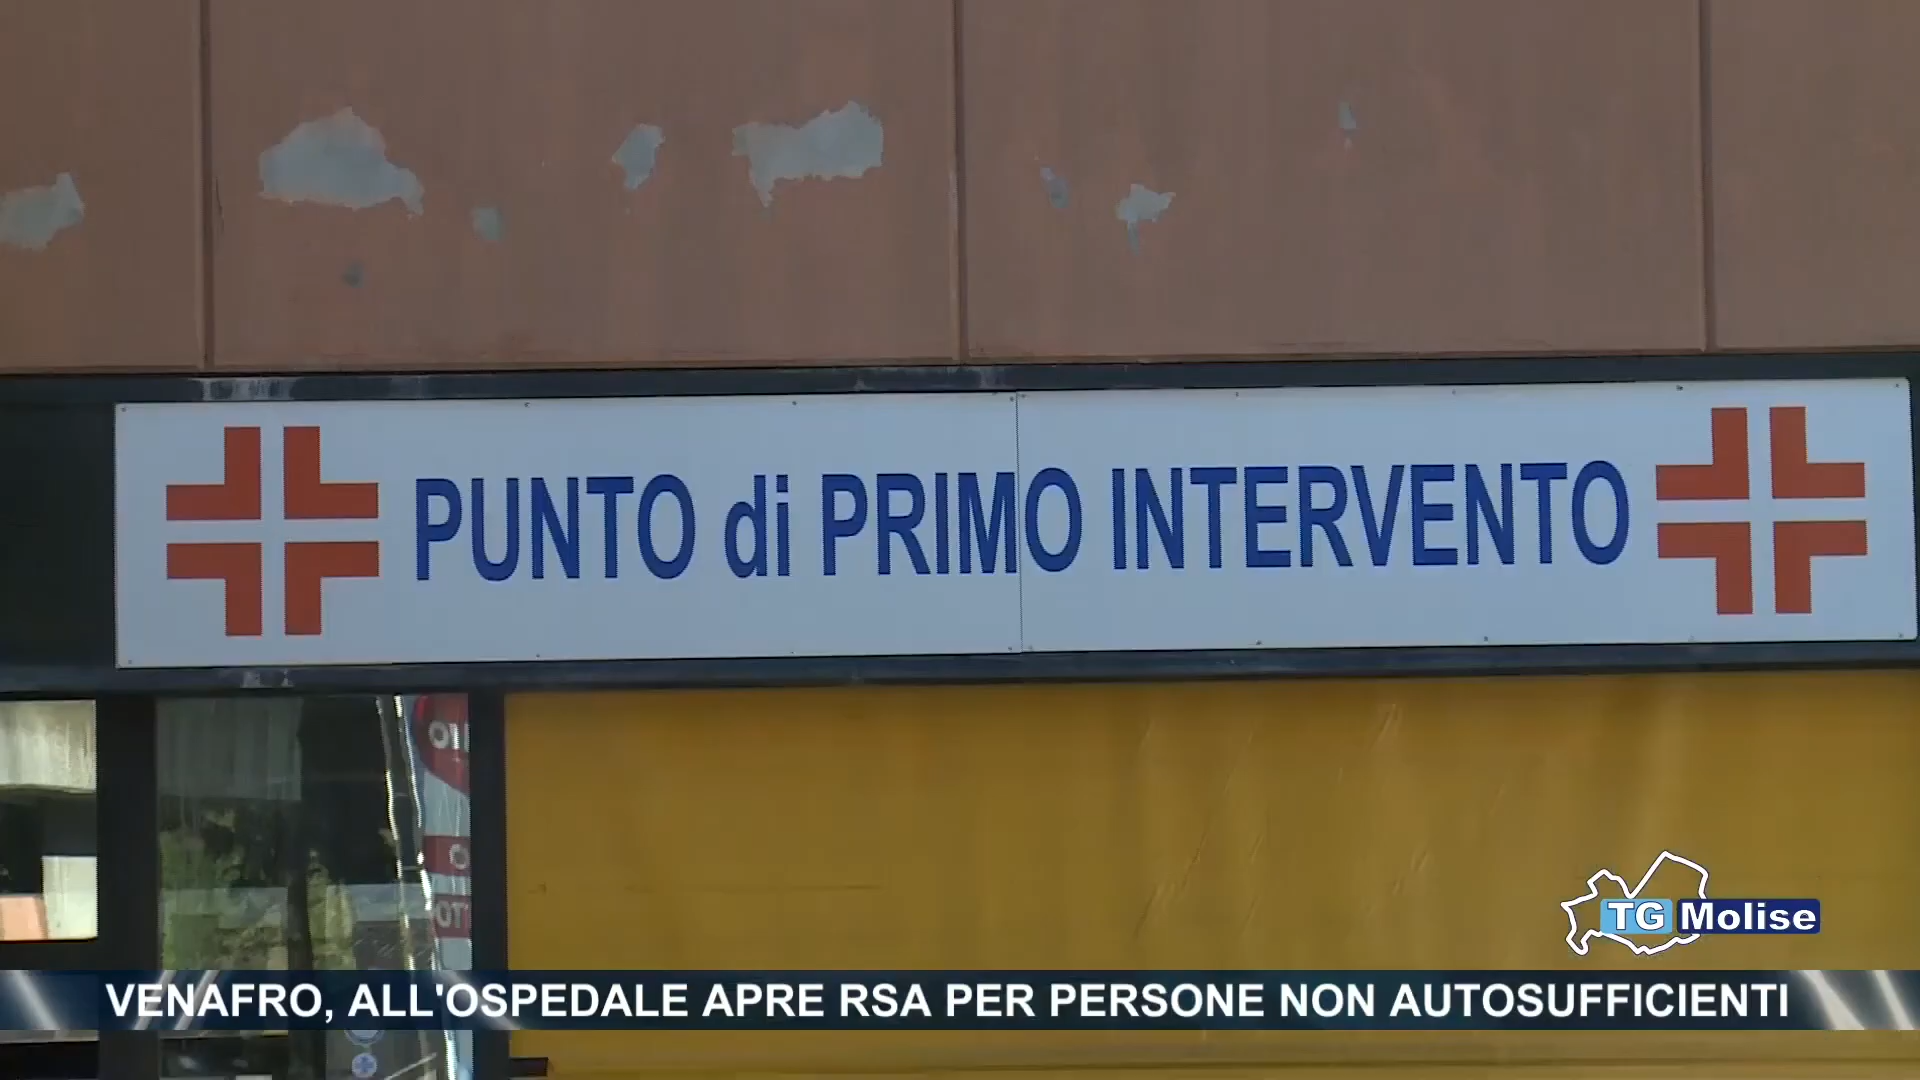 PUNTO di PRIMO INTERVENTO
TG Molise
VENAFRO, ALL'OSPEDALE APRE RSA PER PERSONE NON AUTOSUFFICIENTI